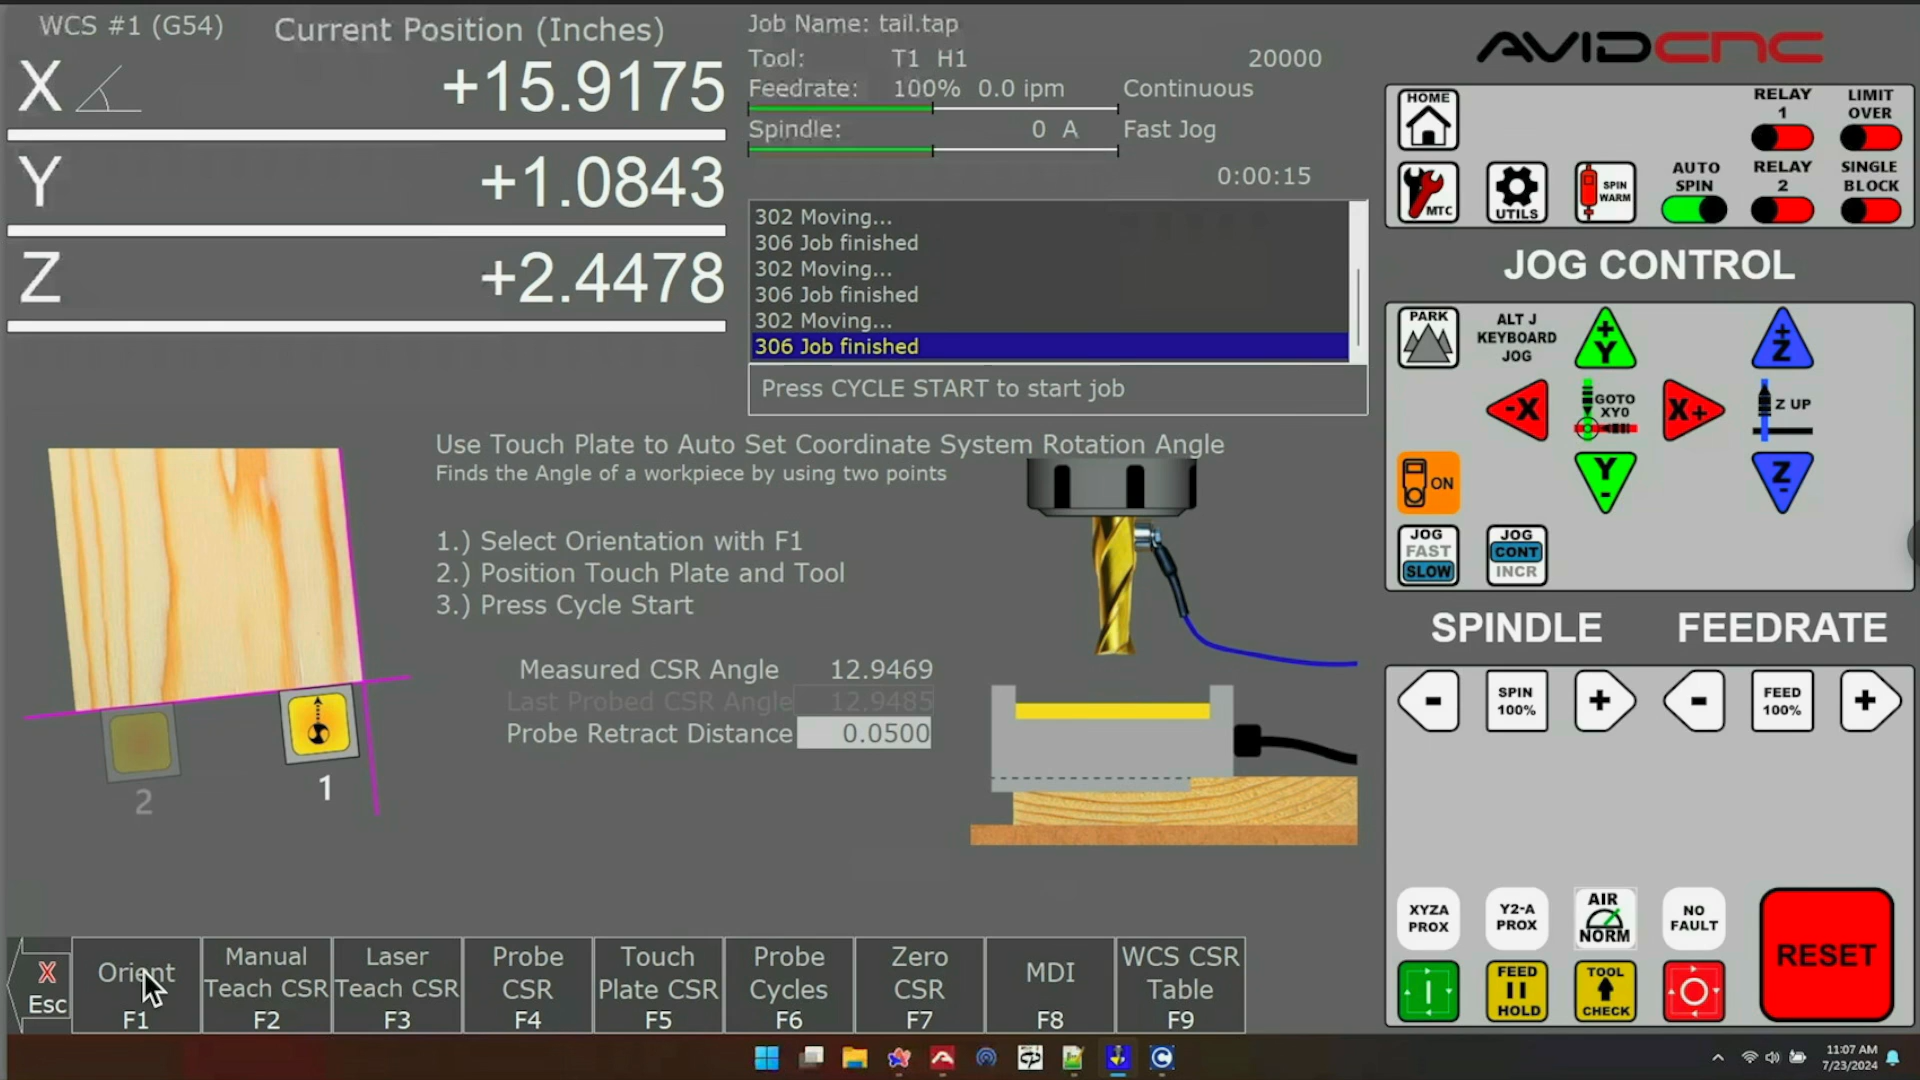 WCS #1 (G54)
Current Position (Inches)
X
+15.9175
Y
+1.0843
Z
+2.4478
Job Name: tail.tap
Tool: T1 H1 20000
Feedrate: 100% 0.0 ipm Continuous
Spindle: 0 A Fast Jog
0:00:15
302 Moving...
306 Job finished
302 Moving...
306 Job finished
302 Moving...
306 Job finished
Press CYCLE START to start job
Use Touch Plate to Auto Set Coordinate System Rotation Angle
Finds the Angle of a workpiece by using two points
1.) Select Orientation with F1
2.) Position Touch Plate and Tool
3.) Press Cycle Start
Measured CSR Angle 12.9469
Last Probed CSR Angle 12.9485
Probe Retract Distance 0.0500
1
2
X
Esc
Orient
F1
Manual
Teach CSR
F2
Laser
Teach CSR
F3
Probe
CSR
F4
Touch
Plate CSR
F5
Probe
Cycles
F6
Zero
CSR
F7
MDI
F8
WCS CSR
Table
F9
AVIDCNC
HOME
RELAY
1
LIMIT
OVER
MTC
UTILS
SPIN
WARM
AUTO
SPIN
RELAY
2
SINGLE
BLOCK
JOG CONTROL
PARK
ALT J
KEYBOARD
JOG
+
Y
+
Z
-X
GOTO
XY0
X+
Z UP
ON
Y
-
Z
-
JOG
FAST
SLOW
JOG
CONT
INCR
SPINDLE
FEEDRATE
-
SPIN
100%
+
-
FEED
100%
+
XYZA
PROX
Y2-A
PROX
AIR
NORM
NO
FAULT
RESET
FEED
HOLD
TOOL
CHECK
11:07 AM
7/23/2024